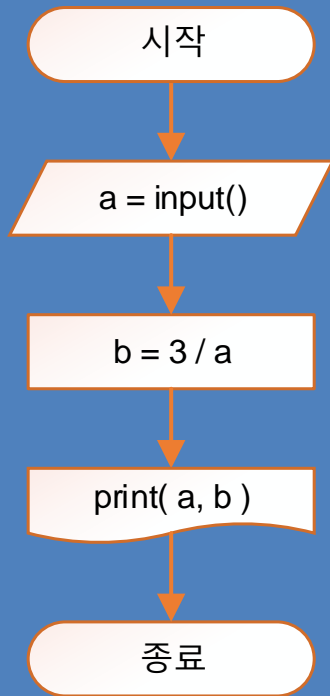 시작
a = input()
b = 3 / a
print( a, b )
종료